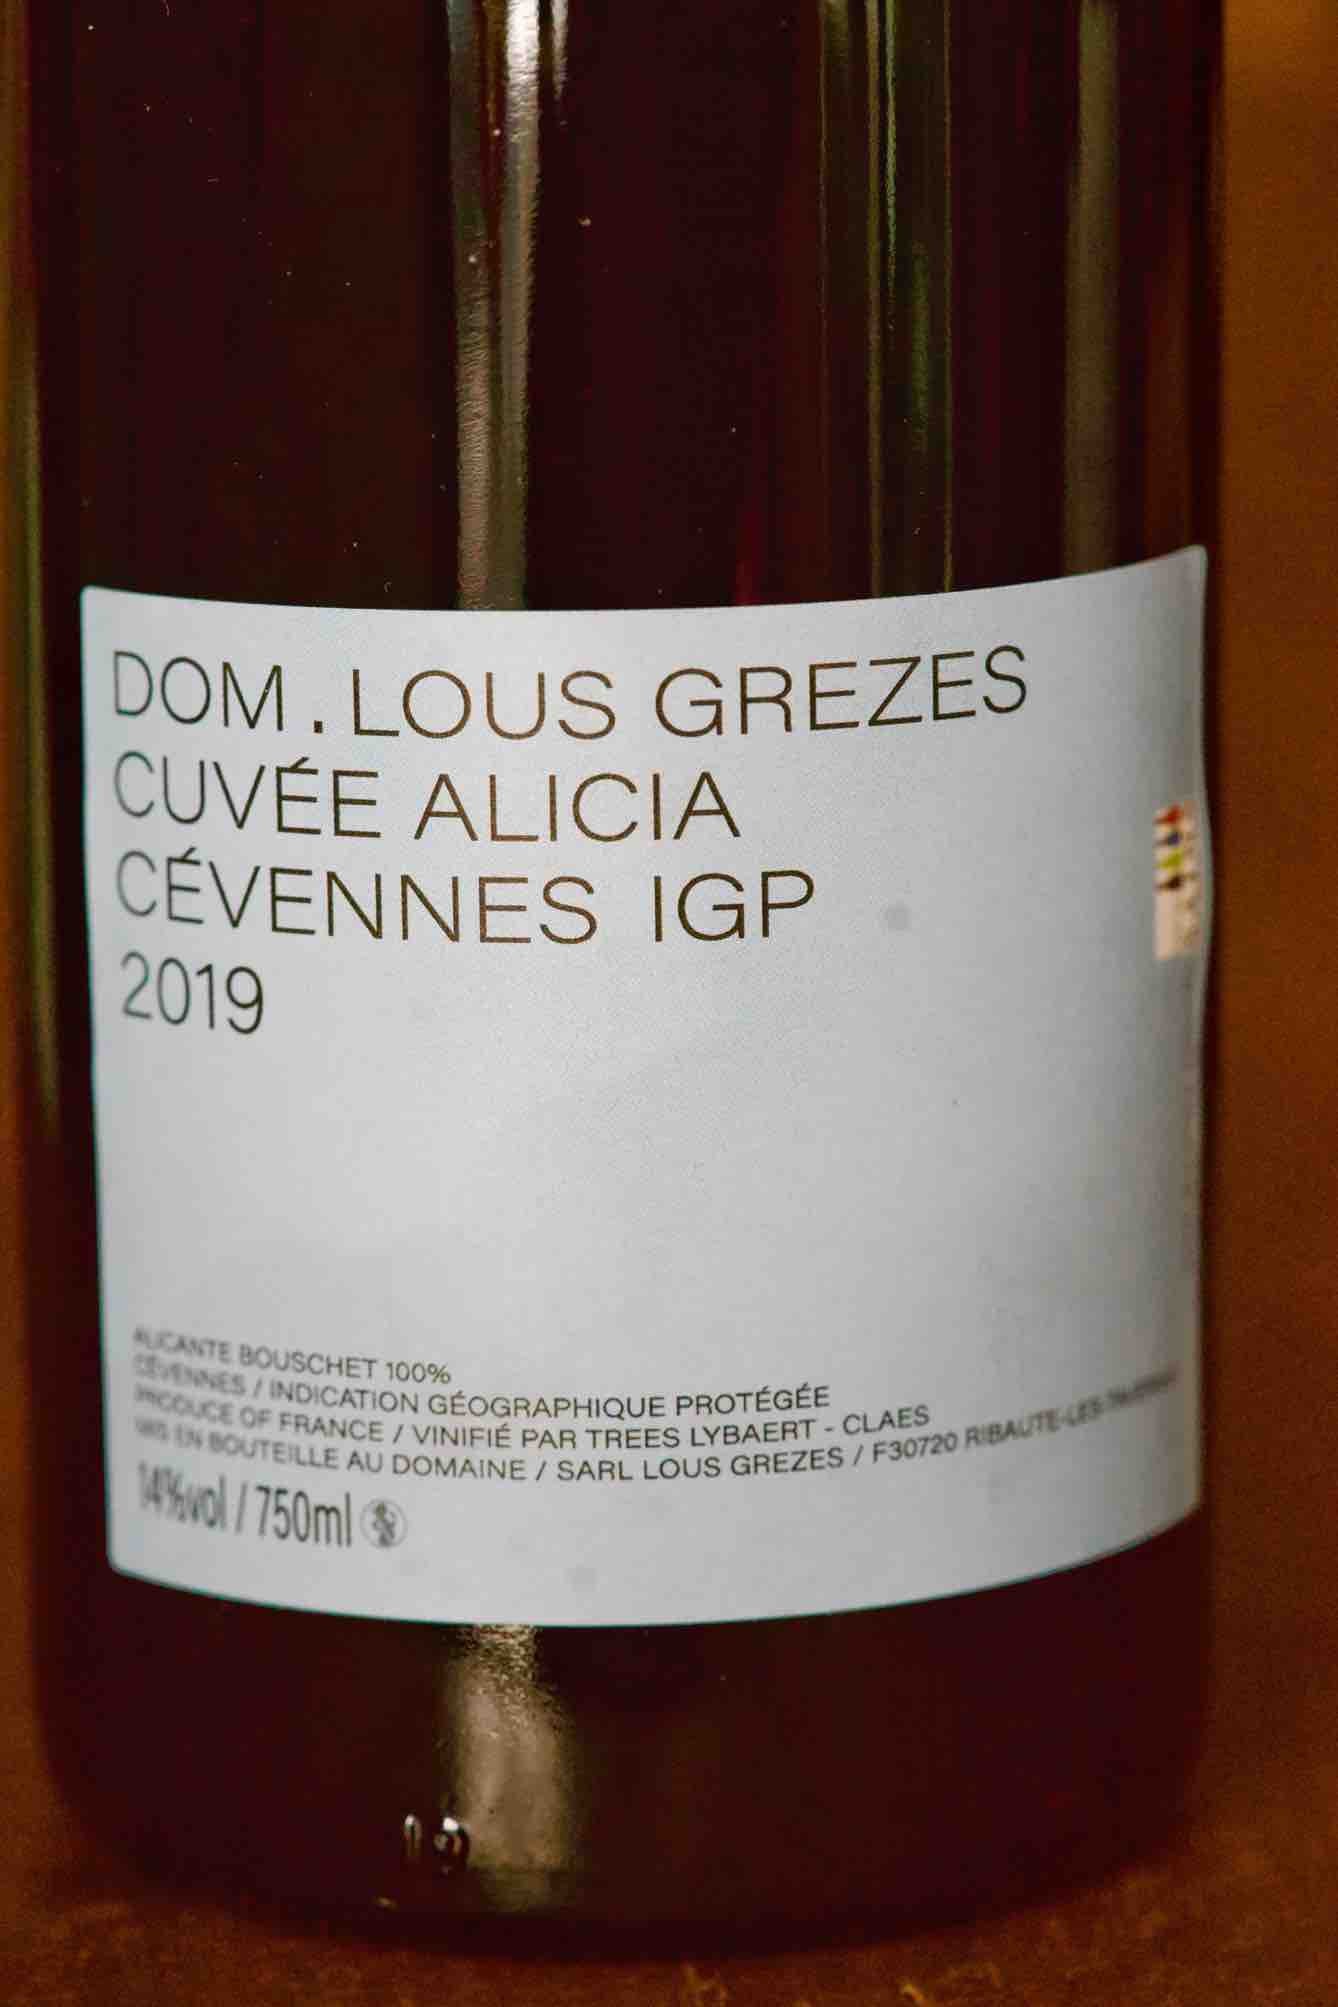 DOM. LOUS GREZES
CUVÉE ALICIA
CÉVENNES IGP
2019
ALICANTE BOUSCHET 100%
CÉVENNES / INDICATION GÉOGRAPHIQUE PROTÉGÉE
PRODUCE OF FRANCE / VINIFIÉ PAR TREES LYBAERT - CLAES
MIS EN BOUTEILLE AU DOMAINE / SARL LOUS GREZES / F30720 RIBAUTE-LES-TAVERNES
14%vol / 750ml